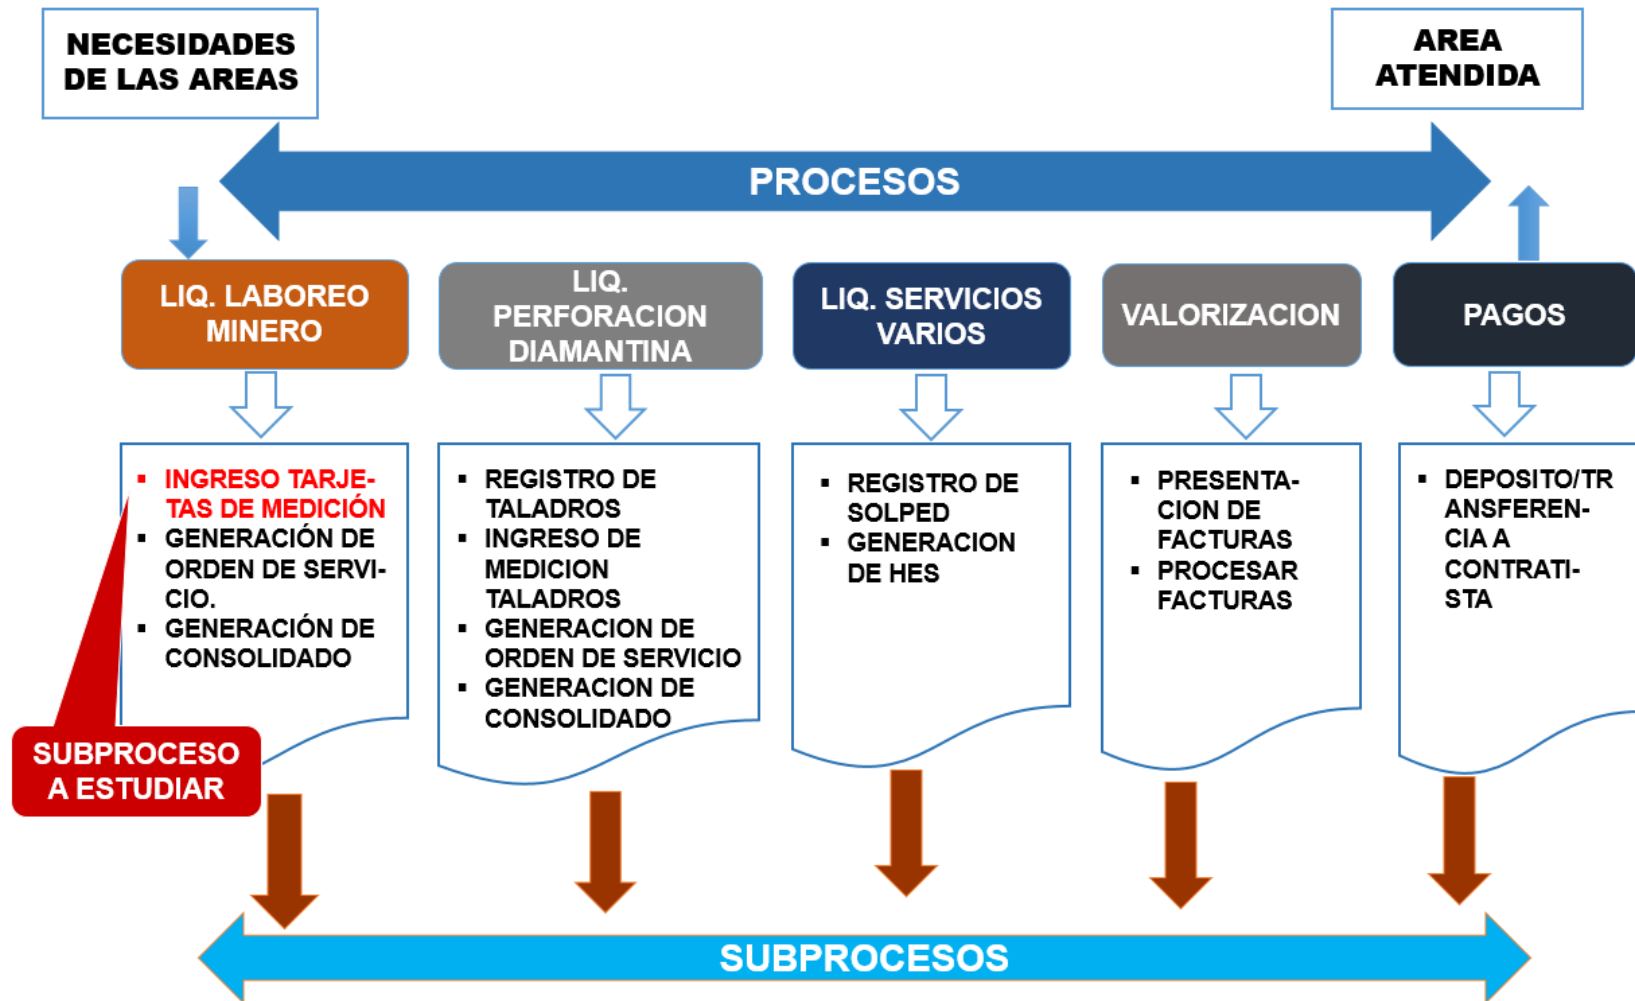 NECESIDADES
DE LAS AREAS
AREA
ATENDIDA
PROCESOS
LIQ. LABOREO
MINERO
LIQ.
PERFORACION
DIAMANTINA
LIQ. SERVICIOS
VARIOS
VALORIZACION
PAGOS
▪ INGRESO TARJE-
TAS DE MEDICIÓN
▪ GENERACIÓN DE
ORDEN DE SERVI-
CIO.
▪ GENERACIÓN DE
CONSOLIDADO
▪ REGISTRO DE
TALADROS
▪ INGRESO DE
MEDICION
TALADROS
▪ GENERACION DE
ORDEN DE SERVICIO
▪ GENERACION DE
CONSOLIDADO
▪ REGISTRO DE
SOLPED
▪ GENERACION
DE HES
▪ PRESENTA-
CION DE
FACTURAS
▪ PROCESAR
FACTURAS
▪ DEPOSITO/TR
ANSFEREN-
CIA A
CONTRATI-
STA
SUBPROCESO
A ESTUDIAR
SUBPROCESOS